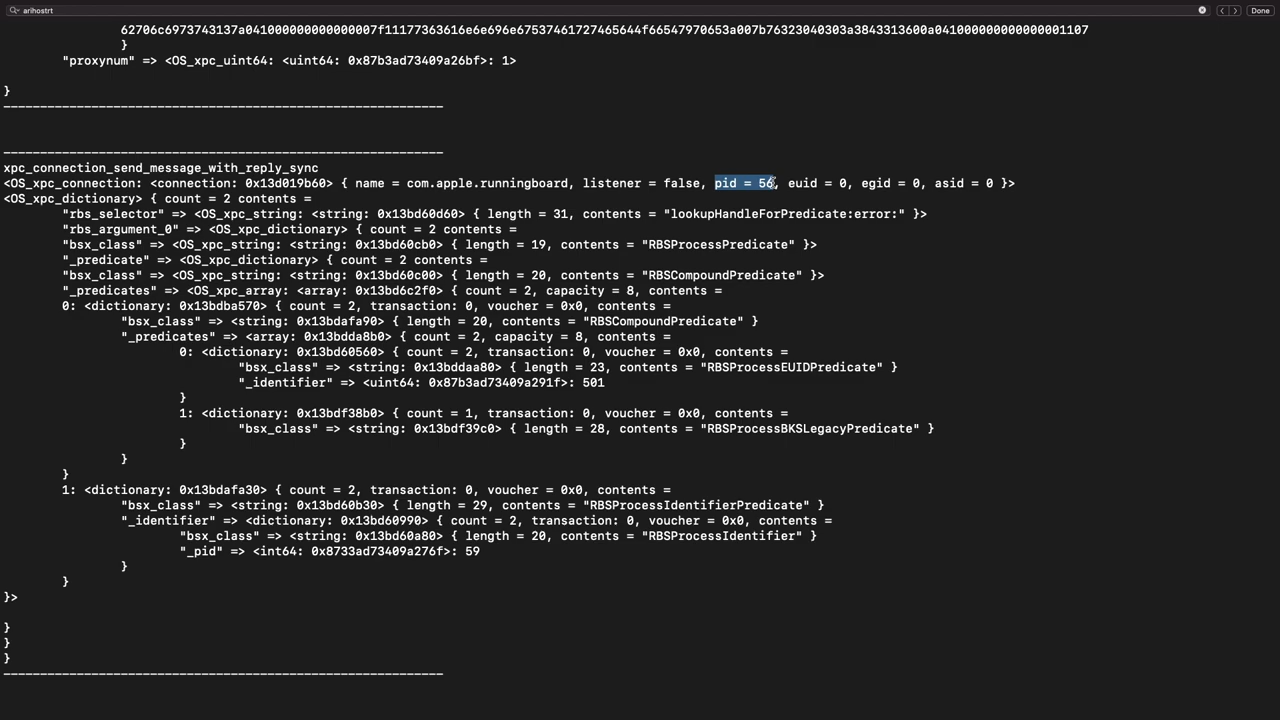 arihostrt
Done
62706c6973743137a041000000000000007f11177363616e6e696e67537461727465644f66547970653a007b76323040303a3843313600a041000000000000001107
}
"proxynum" => <OS_xpc_uint64: <uint64: 0x87b3ad73409a26bf>: 1>
}
-----------------------------------------------------------
-----------------------------------------------------------
xpc_connection_send_message_with_reply_sync
<OS_xpc_connection: <connection: 0x13d019b60> { name = com.apple.runningboard, listener = false, pid = 56, euid = 0, egid = 0, asid = 0 }>
<OS_xpc_dictionary> { count = 2 contents =
"rbs_selector" => <OS_xpc_string: <string: 0x13bd60d60> { length = 31, contents = "lookupHandleForPredicate:error:" }>
"rbs_argument_0" => <OS_xpc_dictionary> { count = 2 contents =
"bsx_class" => <OS_xpc_string: <string: 0x13bd60cb0> { length = 19, contents = "RBSProcessPredicate" }>
"_predicate" => <OS_xpc_dictionary> { count = 2 contents =
"bsx_class" => <OS_xpc_string: <string: 0x13bd60c00> { length = 20, contents = "RBSCompoundPredicate" }>
"_predicates" => <OS_xpc_array: <array: 0x13bd6c2f0> { count = 2, capacity = 8, contents =
0: <dictionary: 0x13bdba570> { count = 2, transaction: 0, voucher = 0x0, contents =
"bsx_class" => <string: 0x13bdafa90> { length = 20, contents = "RBSCompoundPredicate" }
"_predicates" => <array: 0x13bdda8b0> { count = 2, capacity = 8, contents =
0: <dictionary: 0x13bd60560> { count = 2, transaction: 0, voucher = 0x0, contents =
"bsx_class" => <string: 0x13bddaa80> { length = 23, contents = "RBSProcessEUIDPredicate" }
"_identifier" => <uint64: 0x87b3ad73409a291f>: 501
}
1: <dictionary: 0x13bdf38b0> { count = 1, transaction: 0, voucher = 0x0, contents =
"bsx_class" => <string: 0x13bdf39c0> { length = 28, contents = "RBSProcessBKSLegacyPredicate" }
}
}
}
1: <dictionary: 0x13bdafa30> { count = 2, transaction: 0, voucher = 0x0, contents =
"bsx_class" => <string: 0x13bd60b30> { length = 29, contents = "RBSProcessIdentifierPredicate" }
"_identifier" => <dictionary: 0x13bd60990> { count = 2, transaction: 0, voucher = 0x0, contents =
"bsx_class" => <string: 0x13bd60a80> { length = 20, contents = "RBSProcessIdentifier" }
"_pid" => <int64: 0x8733ad73409a276f>: 59
}
}
}>
}
}
}
-----------------------------------------------------------